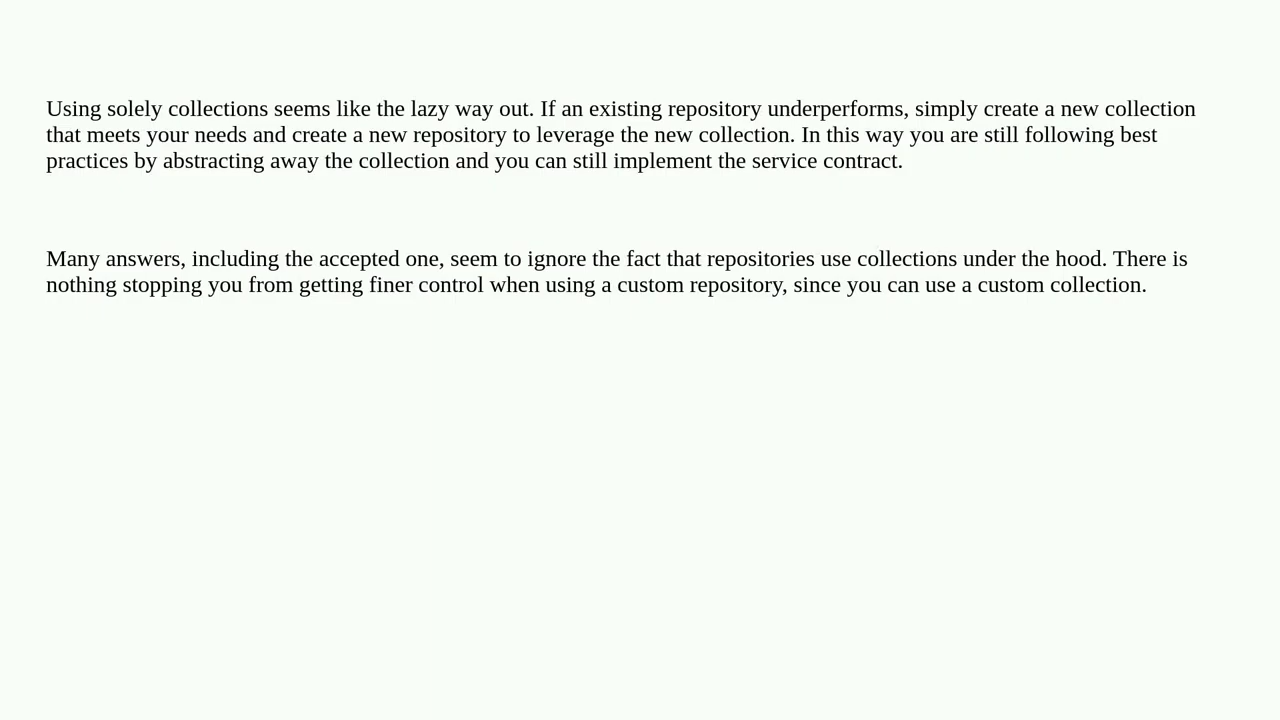 Using solely collections seems like the lazy way out. If an existing repository underperforms, simply create a new collection
that meets your needs and create a new repository to leverage the new collection. In this way you are still following best
practices by abstracting away the collection and you can still implement the service contract.
Many answers, including the accepted one, seem to ignore the fact that repositories use collections under the hood. There is
nothing stopping you from getting finer control when using a custom repository, since you can use a custom collection.